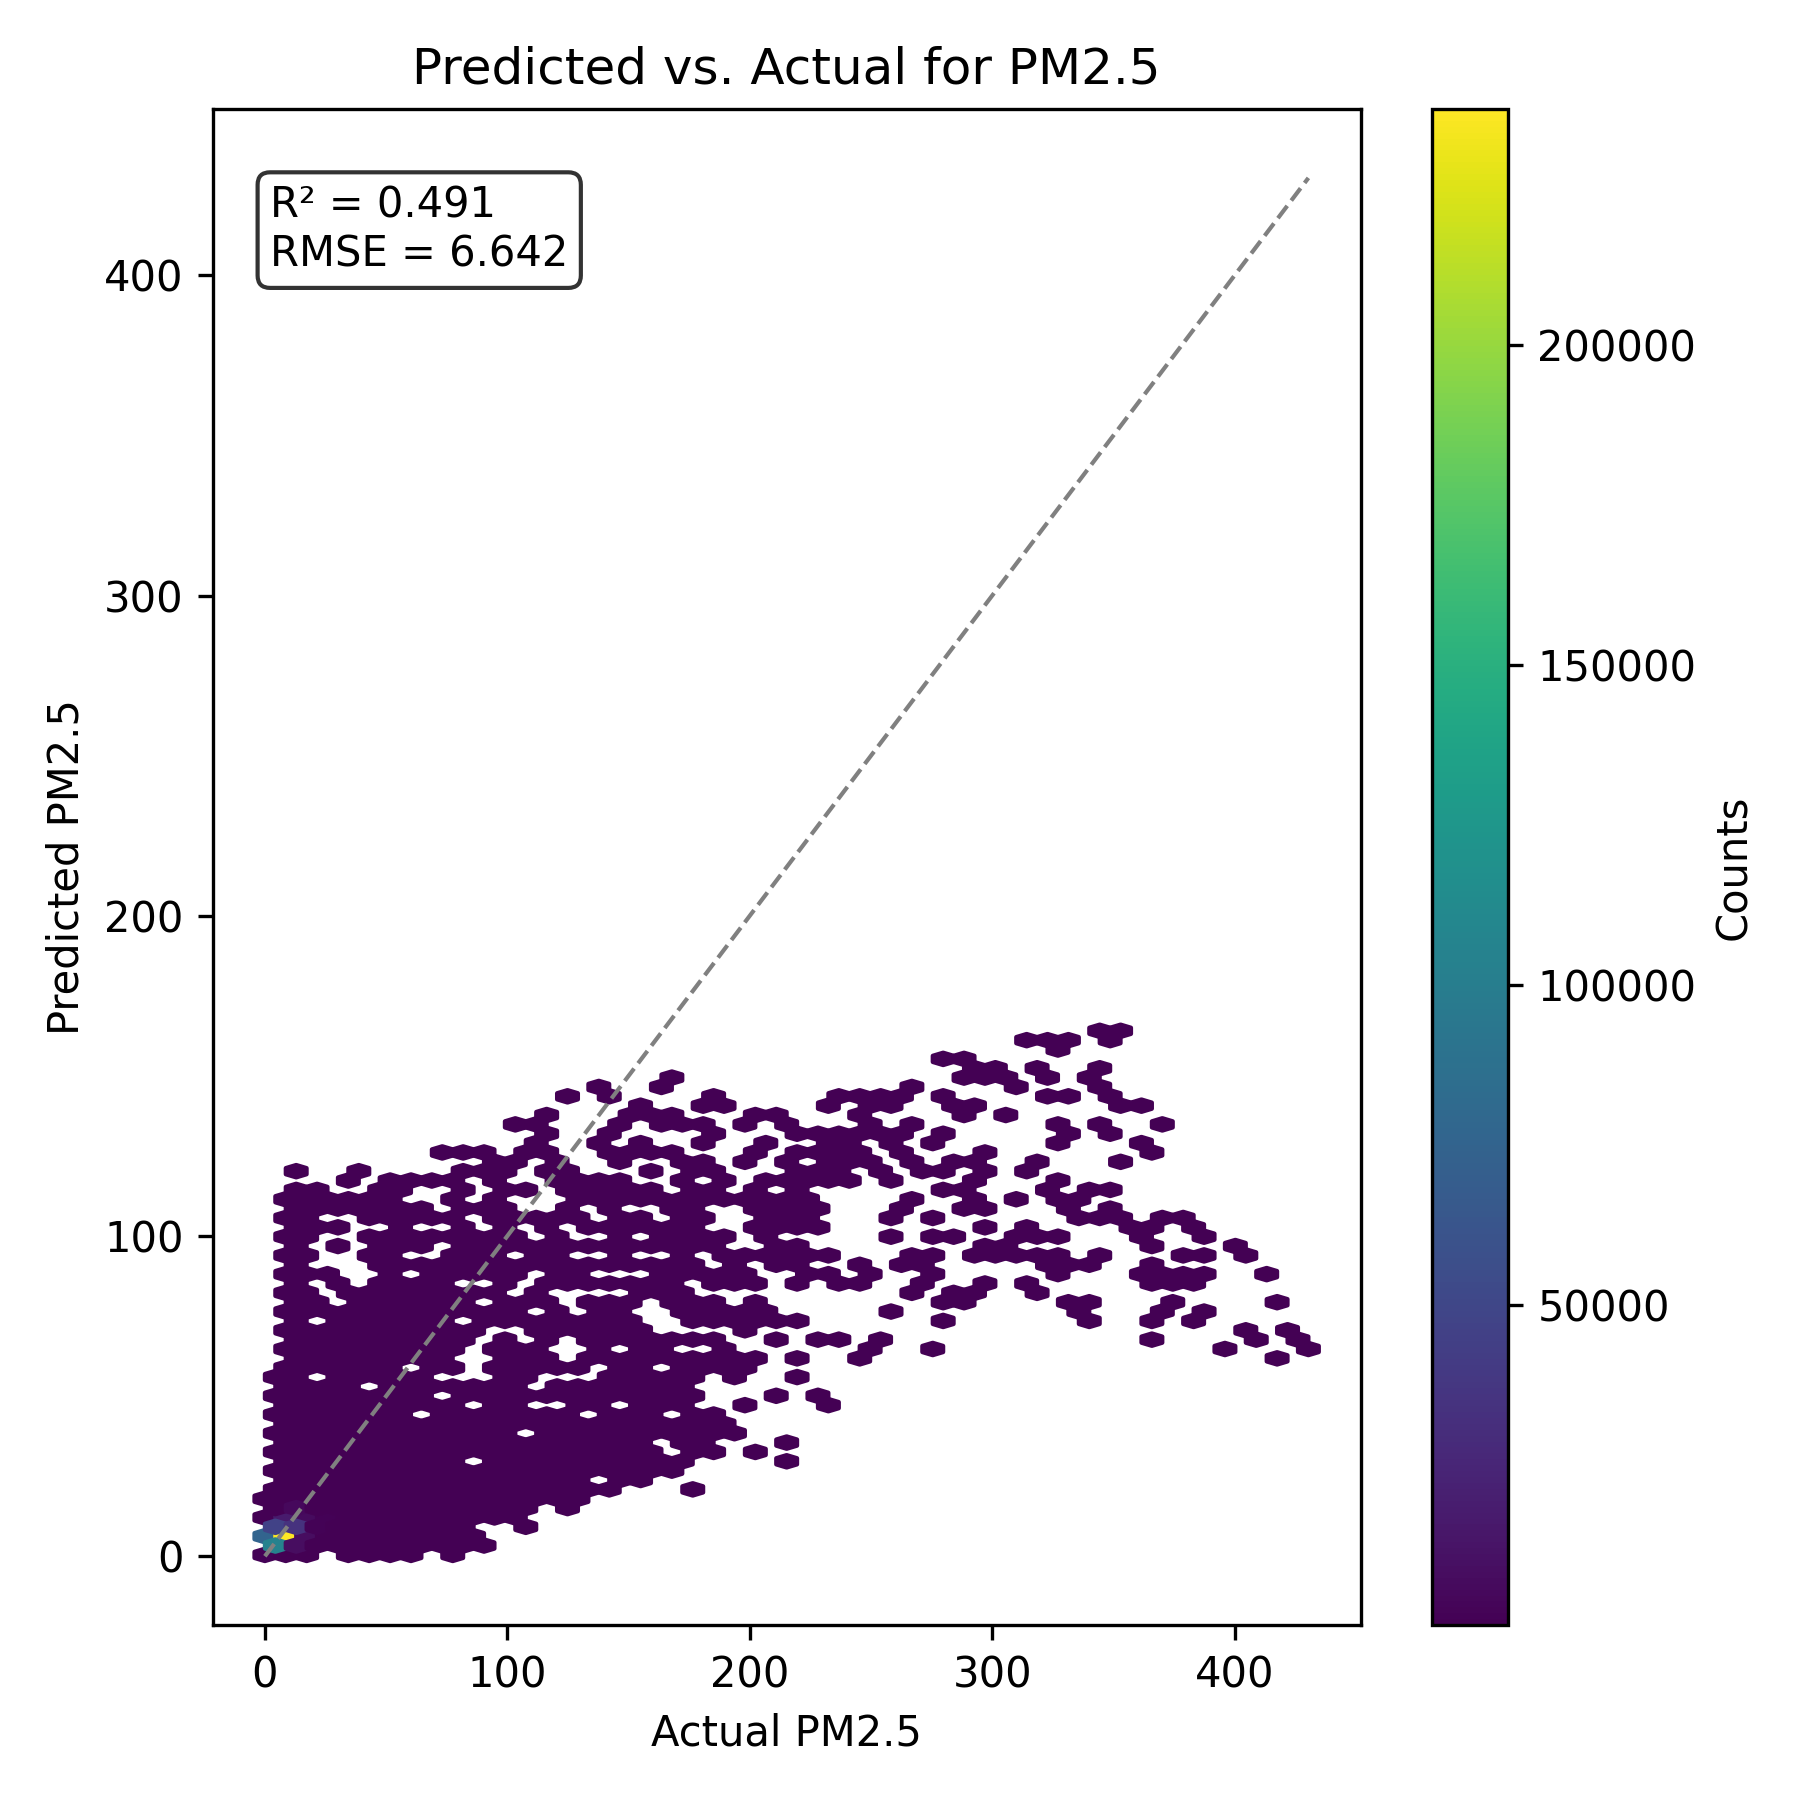 Predicted vs. Actual for PM2.5
R² = 0.491
RMSE = 6.642
400
300
200
100
0
Predicted PM2.5
0 100 200 300 400
Actual PM2.5
200000
150000
100000
50000
Counts